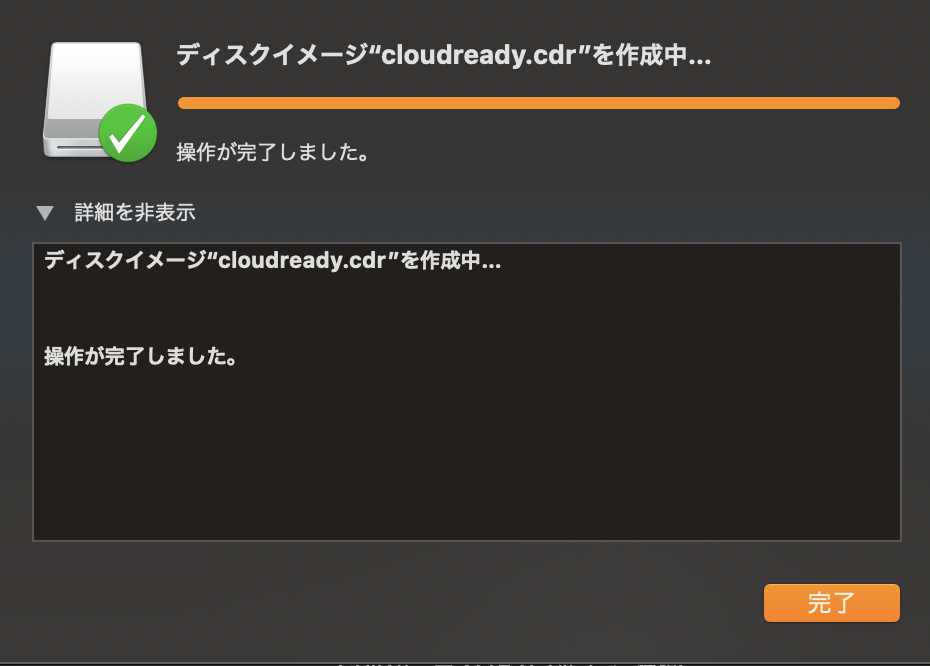 ディスクイメージ“cloudready.cdr”を作成中...
操作が完了しました。
▼ 詳細を非表示
ディスクイメージ“cloudready.cdr”を作成中...
操作が完了しました。
完了